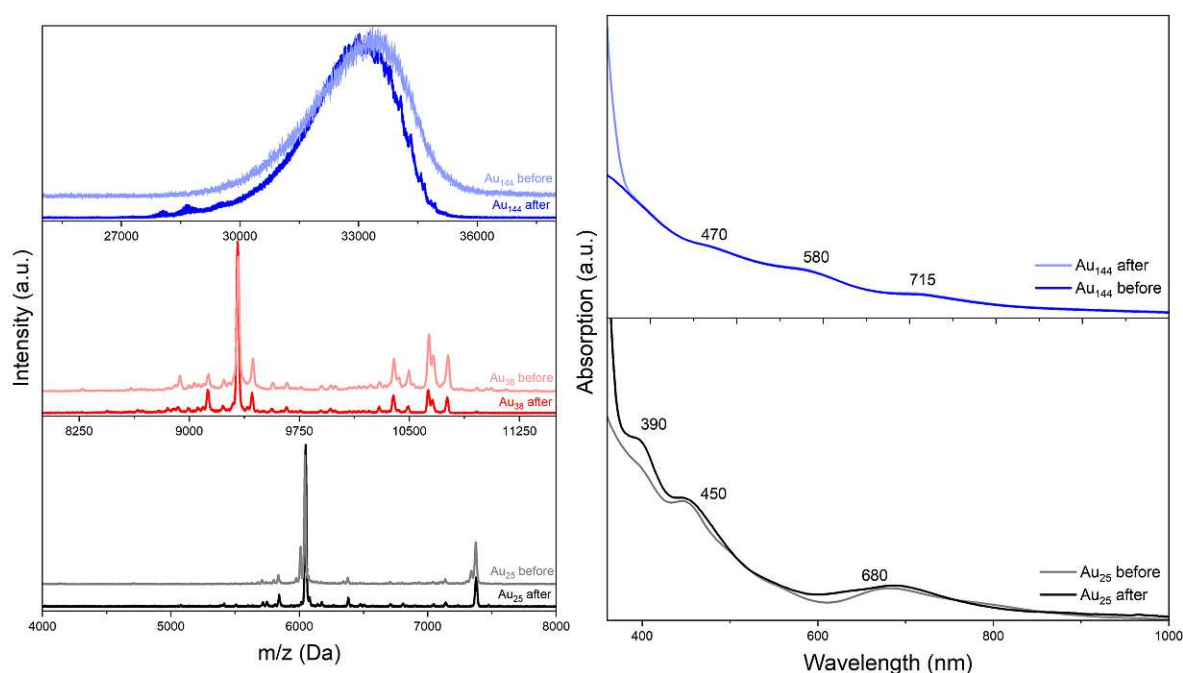 Intensity (a.u.)
Au144 before
Au144 after
27000 30000 33000 36000
Au38 before
Au38 after
8250 9000 9750 10500 11250
Au25 before
Au25 after
4000 5000 6000 7000 8000
m/z (Da)
Absorption (a.u.)
470
580
715
Au144 after
Au144 before
390
450
680
Au25 before
Au25 after
400 600 800 1000
Wavelength (nm)